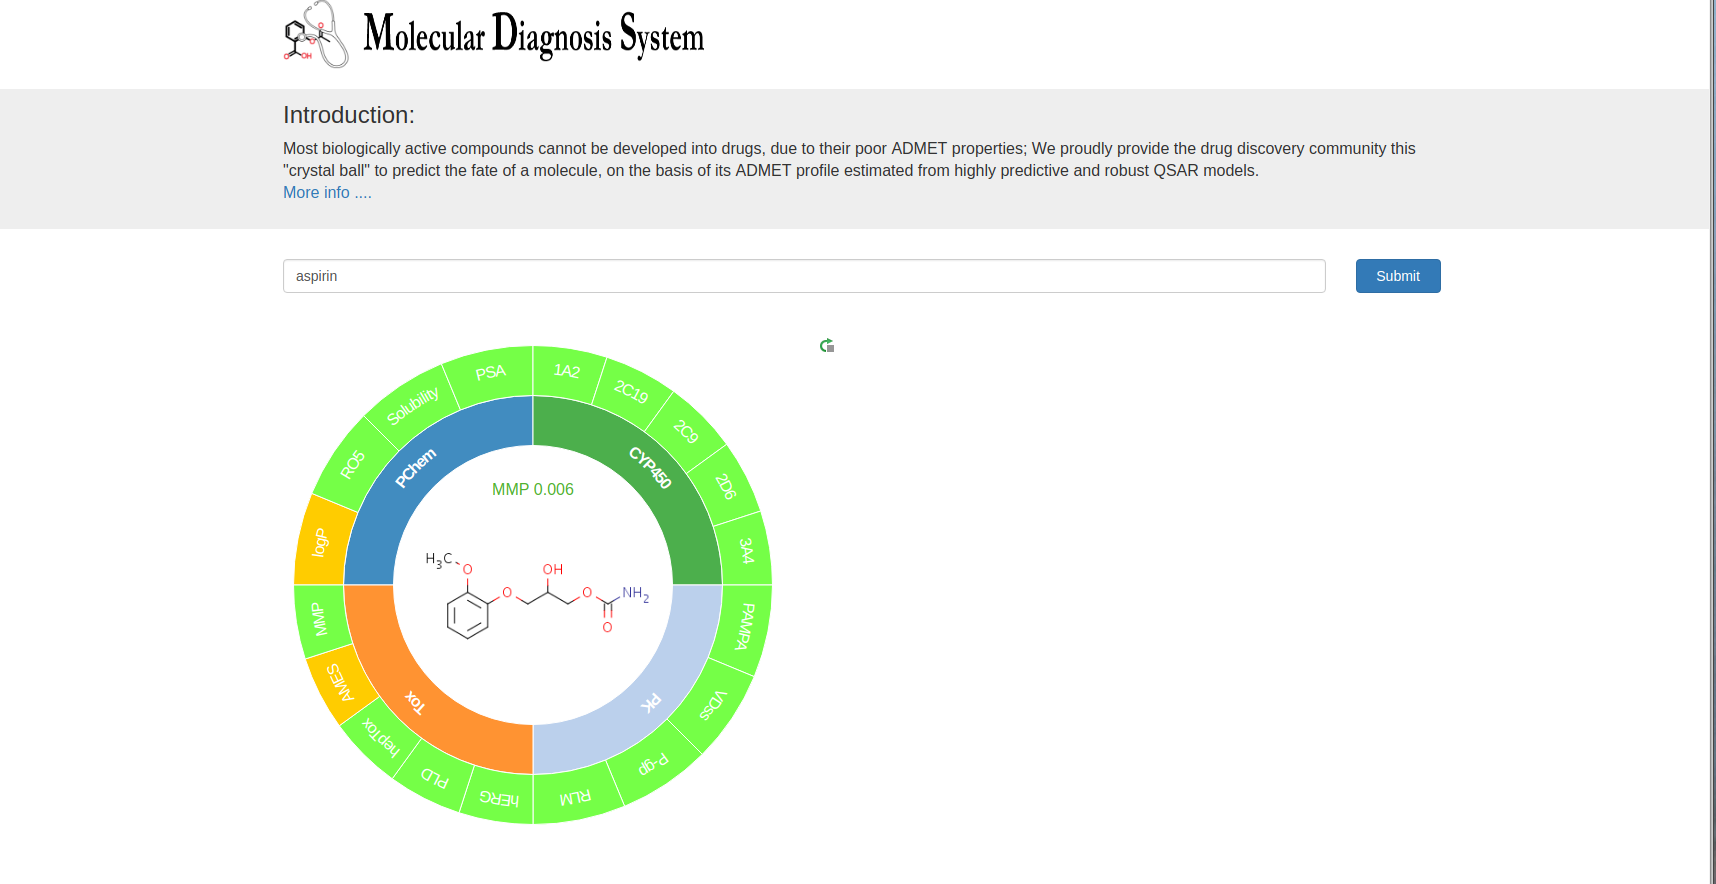 Molecular Diagnosis System
Introduction:
Most biologically active compounds cannot be developed into drugs, due to their poor ADMET properties; We proudly provide the drug discovery community this
"crystal ball" to predict the fate of a molecule, on the basis of its ADMET profile estimated from highly predictive and robust QSAR models.
More info ....
aspirin
Submit
PSA
1A2
2C19
2C9
2D6
3A4
PAMPA
VDss
P-gp
RLM
hERG
PLD
hepTox
AMES
MMP
logP
RO5
Solubility
PChem
CYP450
PK
Tox
MMP 0.006
H3C
O
O
OH
O
O
NH2
O
OH
O
O